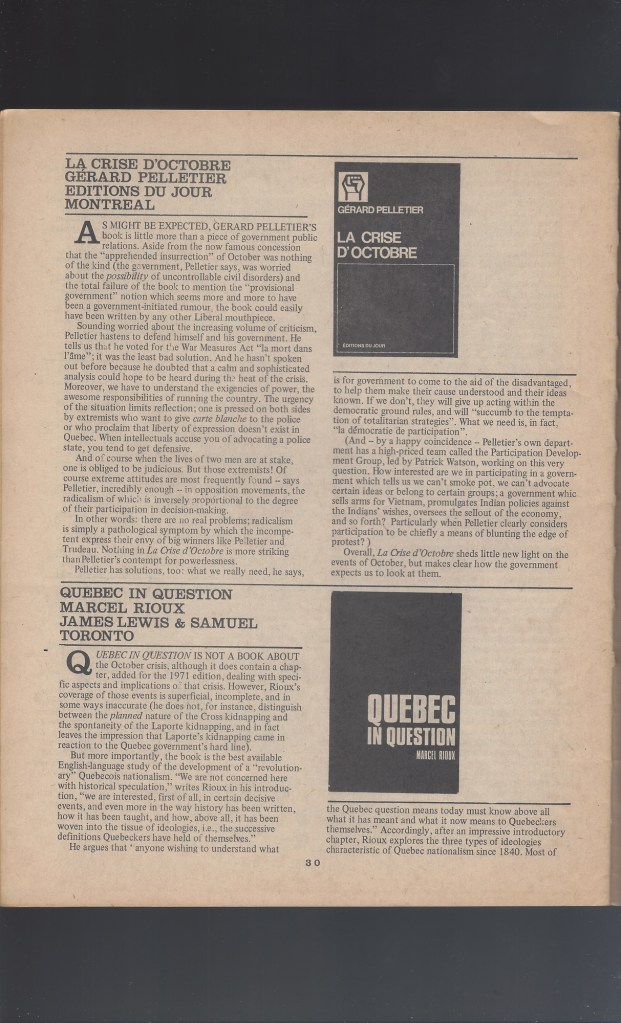 LA CRISE D'OCTOBRE
GÉRARD PELLETIER
EDITIONS DU JOUR
MONTREAL
AS MIGHT BE EXPECTED, GERARD PELLETIER'S
book is little more than a piece of government public
relations. Aside from the now famous concession
that the "apprehended insurrection" of October was nothing
of the kind (the government, Pelletier says, was worried
about the possibility of uncontrollable civil disorders) and
the total failure of the book to mention the "provisional
government" notion which seems more and more to have
been a government-initiated rumour, the book could easily
have been written by any other Liberal mouthpiece.
Sounding worried about the increasing volume of criticism,
Pelletier hastens to defend himself and his government. He
tells us that he voted for the War Measures Act "la mort dans
l'âme"; it was the least bad solution. And he hasn't spoken
out before because he doubted that a calm and sophisticated
analysis could hope to be heard during the heat of the crisis.
Moreover, we have to understand the exigencies of power, the
awesome responsibilities of running the country. The urgency
of the situation limits reflection; one is pressed on both sides
by extremists who want to give carte blanche to the police
or who proclaim that liberty of expression doesn't exist in
Quebec. When intellectuals accuse you of advocating a police
state, you tend to get defensive.
And of course when the lives of two men are at stake,
one is obliged to be judicious. But those extremists! Of
course extreme attitudes are most frequently found – says
Pelletier, incredibly enough – in opposition movements, the
radicalism of which is inversely proportional to the degree
of their participation in decision-making.
In other words: there are no real problems; radicalism
is simply a pathological symptom by which the incompe-
tent express their envy of big winners like Pelletier and
Trudeau. Nothing in La Crise d'Octobre is more striking
than Pelletier's contempt for powerlessness.
Pelletier has solutions, too: what we really need, he says,
GÉRARD PELLETIER
LA CRISE
D'OCTOBRE
ÉDITIONS DU JOUR
is for government to come to the aid of the disadvantaged,
to help them make their cause understood and their ideas
known. If we don't, they will give up acting within the
democratic ground rules, and will "succumb to the tempta-
tion of totalitarian strategies". What we need is, in fact,
"la démocratie de participation".
(And – by a happy coincidence – Pelletier's own depart-
ment has a high-priced team called the Participation Develop-
ment Group, led by Patrick Watson, working on this very
question. How interested are we in participating in a govern-
ment which tells us we can't smoke pot, we can't advocate
certain ideas or belong to certain groups; a government whic
sells arms for Vietnam, promulgates Indian policies against
the Indians' wishes, oversees the sellout of the economy,
and so forth? Particularly when Pelletier clearly considers
participation to be chiefly a means of blunting the edge of
protest? )
Overall, La Crise d'Octobre sheds little new light on the
events of October, but makes clear how the government
expects us to look at them.
QUEBEC IN QUESTION
MARCEL RIOUX
JAMES LEWIS & SAMUEL
TORONTO
QUEBEC IN QUESTION IS NOT A BOOK ABOUT
the October crisis, although it does contain a chap-
ter, added for the 1971 edition, dealing with speci-
fic aspects and implications of that crisis. However, Rioux's
coverage of those events is superficial, incomplete, and in
some ways inaccurate (he does not, for instance, distinguish
between the planned nature of the Cross kidnapping and
the spontaneity of the Laporte kidnapping, and in fact
leaves the impression that Laporte's kidnapping came in
reaction to the Quebec government's hard line).
But more importantly, the book is the best available
English-language study of the development of a "revolution-
ary" Quebecois nationalism. "We are not concerned here
with historical speculation," writes Rioux in his introduc-
tion, "we are interested, first of all, in certain decisive
events, and even more in the way history has been written,
how it has been taught, and how, above all, it has been
woven into the tissue of ideologies, i.e., the successive
definitions Quebeckers have held of themselves."
He argues that "anyone wishing to understand what
QUEBEC
IN QUESTION
MARCEL RIOUX
the Quebec question means today must know above all
what it has meant and what it now means to Quebeckers
themselves." Accordingly, after an impressive introductory
chapter, Rioux explores the three types of ideologies
characteristic of Quebec nationalism since 1840. Most of
30